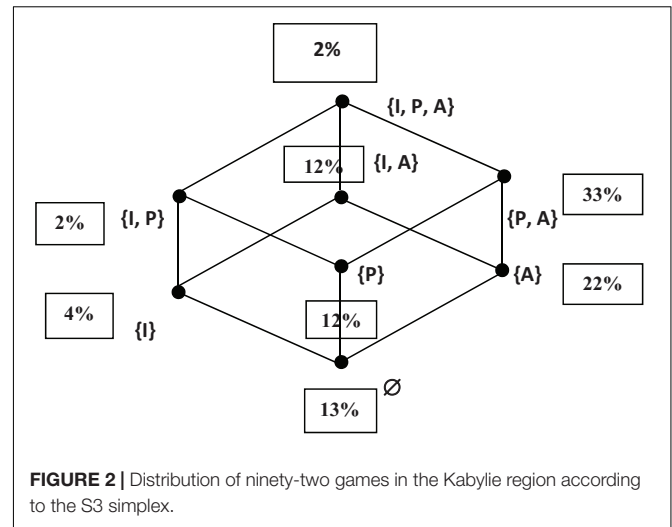 2%
{I, P, A}
12% {I, A}
2% {I, P} {P, A} 33%
{P} {A} 22%
4% {I}
12%
13% ∅
FIGURE 2 | Distribution of ninety-two games in the Kabylie region according
to the S3 simplex.